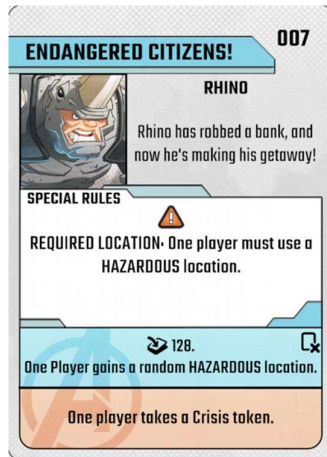 007
ENDANGERED CITIZENS!
RHINO
Rhino has robbed a bank, and
now he's making his getaway!
SPECIAL RULES
REQUIRED LOCATION: One player must use a
HAZARDOUS location.
128.
One Player gains a random HAZARDOUS location.
One player takes a Crisis token.